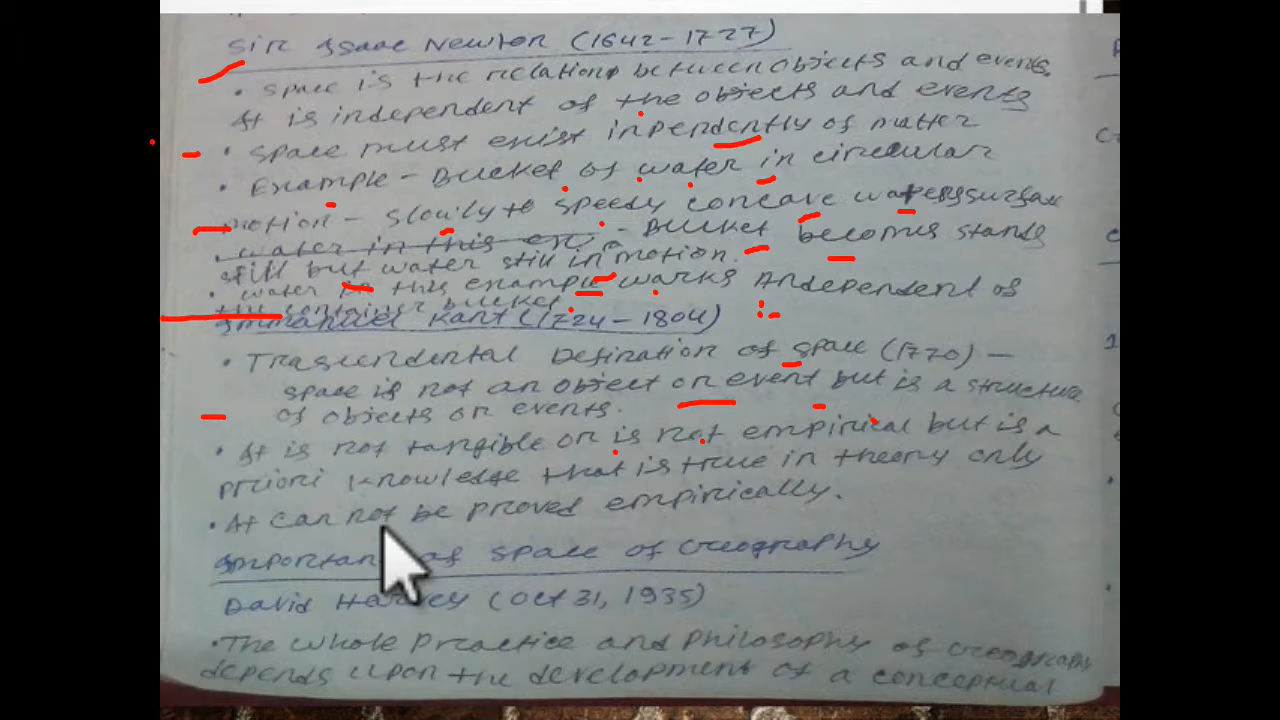 Sir Isaac Newton (1642-1727)
• space is the relation between objects and events.
It is independent of the objects and events
• space must exist inpendently of matter
• Example - Bucket of water in circular
motion - slowly to speedy concave water surface
• water in this ex - Bucket becomes stands
still but water still in motion.
• water in this example works independent of
the container bucket.
Immanuel Kant (1724-1804)
• Trascendental Defination of space (1770) -
space is not an object or event but is a structure
of objects or events.
• It is not tangible or is not empirical but is a
priori knowledge that is true in theory only
• It can not be proved empirically.
Important of space of Geography
David Harvey (Oct 31, 1935)
• The whole practice and philosophy of Geography
depends upon the development of a conceptual